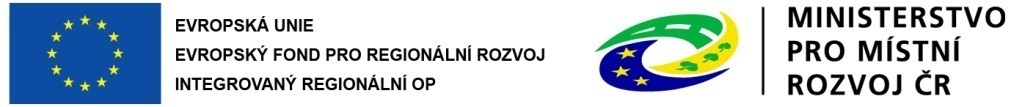 EVROPSKÁ UNIE
EVROPSKÝ FOND PRO REGIONÁLNÍ ROZVOJ
INTEGROVANÝ REGIONÁLNÍ OP
MINISTERSTVO
PRO MÍSTNÍ
ROZVOJ ČR